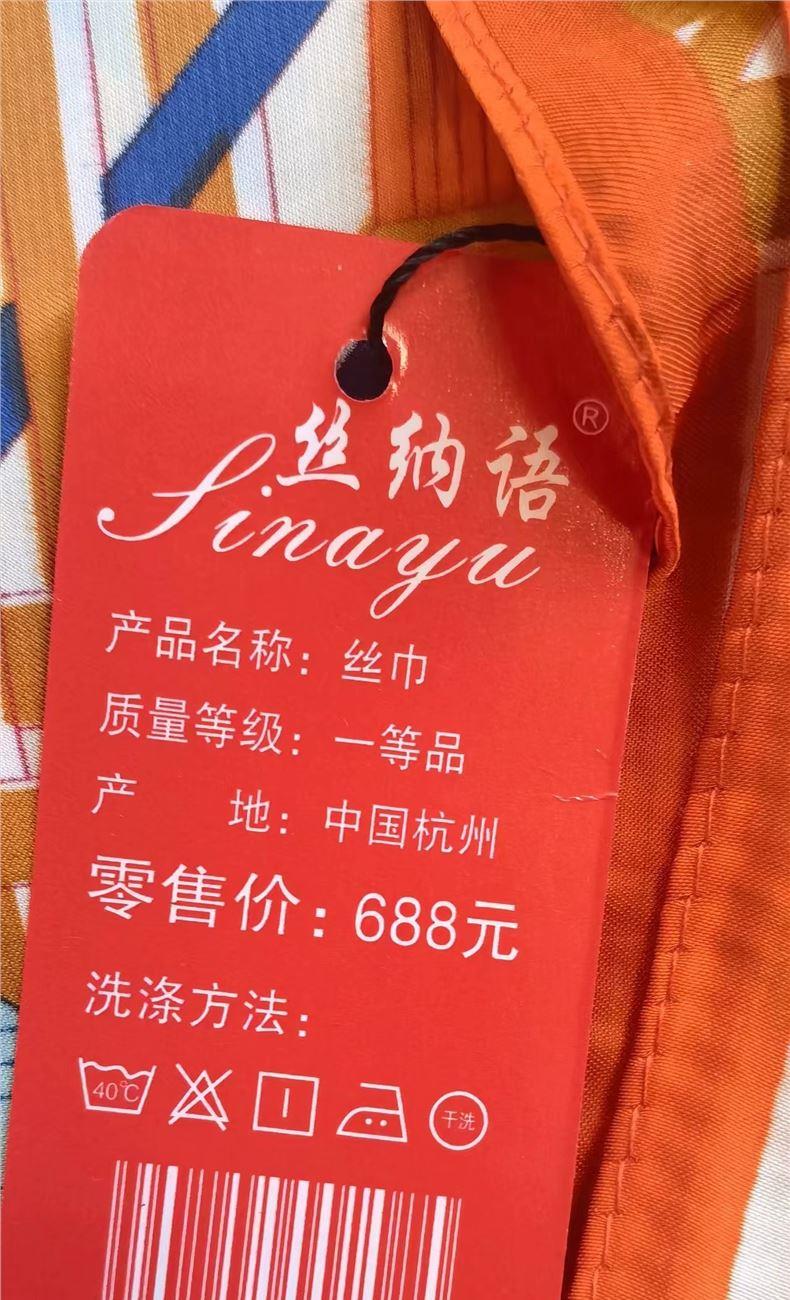 丝纳语®
Sinayu
产品名称：丝巾
质量等级：一等品
产 地：中国杭州
零售价：688元
洗涤方法：
40℃ 干洗